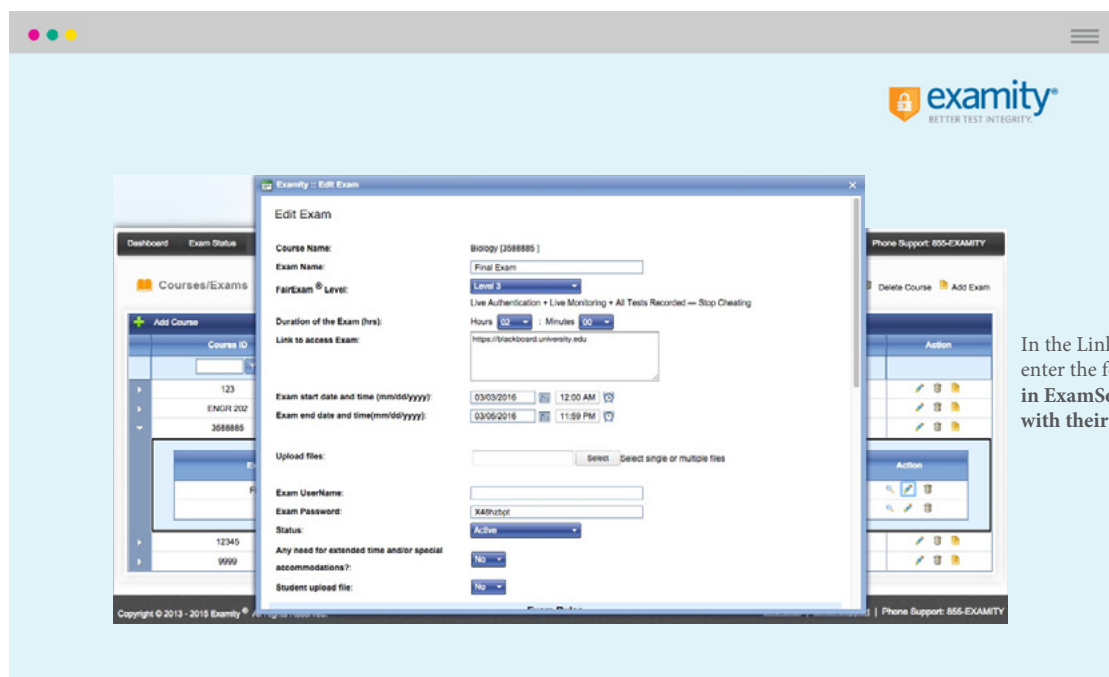 examity®
BETTER TEST INTEGRITY.
Examity :: Edit Exam
Edit Exam
Dashboard Exam Status
Phone Support: 855-EXAMITY
Courses/Exams
Delete Course Add Exam
Add Course
Course ID
Action
123
ENGR 202
3588885
Action
12345
9999
Course Name: Biology [3588885 ]
Exam Name: Final Exam
FairExam ® Level: Level 3
Live Authentication + Live Monitoring + All Tests Recorded — Stop Cheating
Duration of the Exam (hrs): Hours 02 : Minutes 00
Link to access Exam: https://blackboard.university.edu
Exam start date and time (mm/dd/yyyy): 03/03/2016 12:00 AM
Exam end date and time(mm/dd/yyyy): 03/05/2016 11:59 PM
Upload files: Select Select single or multiple files
Exam UserName:
Exam Password: X48hzbpt
Status: Active
Any need for extended time and/or special
accommodations?: No
Student upload file: No
Copyright © 2013 - 2015 Examity ®
| Phone Support: 855-EXAMITY
In the Lin
enter the f
in ExamS
with their